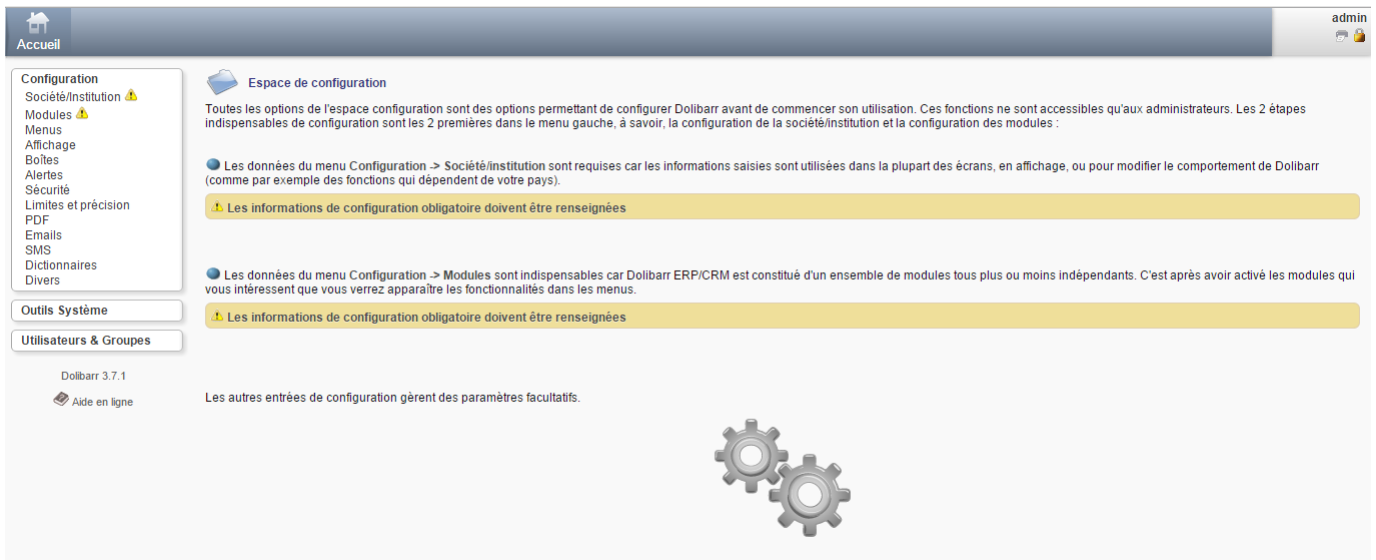 Accueil
admin
Configuration
Société/Institution
Modules
Menus
Affichage
Boîtes
Alertes
Sécurité
Limites et précision
PDF
Emails
SMS
Dictionnaires
Divers
Outils Système
Utilisateurs & Groupes
Dolibarr 3.7.1
Aide en ligne
Espace de configuration
Toutes les options de l'espace configuration sont des options permettant de configurer Dolibarr avant de commencer son utilisation. Ces fonctions ne sont accessibles qu'aux administrateurs. Les 2 étapes
indispensables de configuration sont les 2 premières dans le menu gauche, à savoir, la configuration de la société/institution et la configuration des modules :
Les données du menu Configuration -> Société/institution sont requises car les informations saisies sont utilisées dans la plupart des écrans, en affichage, ou pour modifier le comportement de Dolibarr
(comme par exemple des fonctions qui dépendent de votre pays).
Les informations de configuration obligatoire doivent être renseignées
Les données du menu Configuration -> Modules sont indispensables car Dolibarr ERP/CRM est constitué d'un ensemble de modules tous plus ou moins indépendants. C'est après avoir activé les modules qui
vous intéressent que vous verrez apparaître les fonctionnalités dans les menus.
Les informations de configuration obligatoire doivent être renseignées
Les autres entrées de configuration gèrent des paramètres facultatifs.